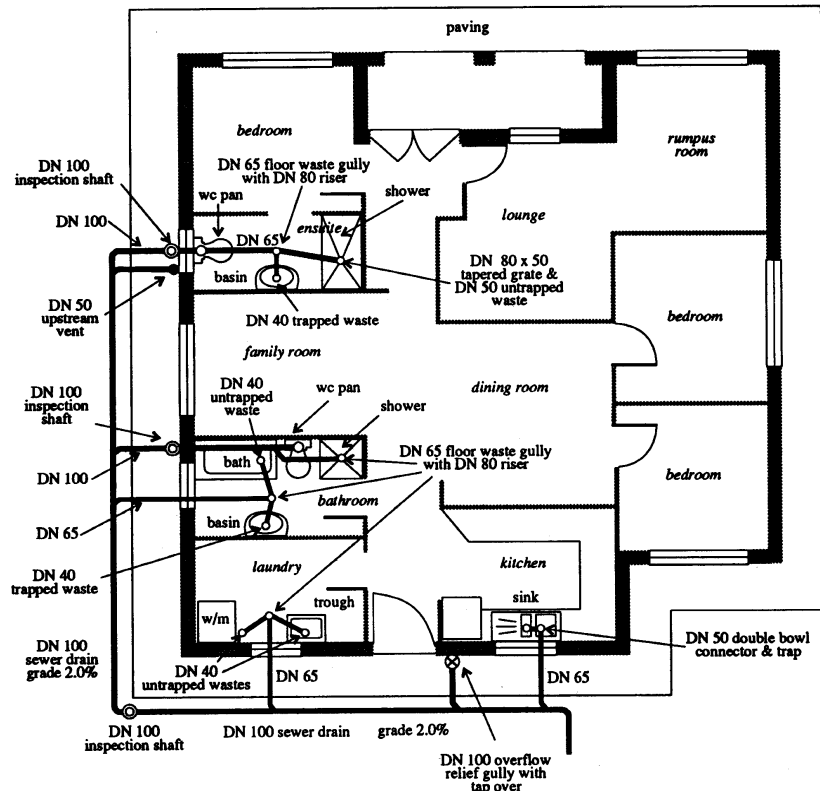 paving
bedroom
rumpus
room
DN 65 floor waste gully
with DN 80 riser
DN 100
inspection shaft
wc pan
shower
DN 100
ensuite
lounge
DN 65
basin
DN 80 x 50
tapered grate &
DN 50 untrapped
waste
DN 50
upstream
vent
DN 40 trapped waste
bedroom
family room
DN 40
untrapped
waste
wc pan
dining room
DN 100
inspection
shaft
shower
DN 65 floor waste gully
with DN 80 riser
bath
bedroom
DN 100
bathroom
DN 65
basin
laundry
kitchen
DN 40
trapped waste
sink
w/m
trough
DN 50 double bowl
connector & trap
DN 100
sewer drain
grade 2.0%
DN 40
untrapped wastes
DN 65
DN 65
DN 100
inspection shaft
DN 100 sewer drain
grade 2.0%
DN 100 overflow
relief gully with
tap over